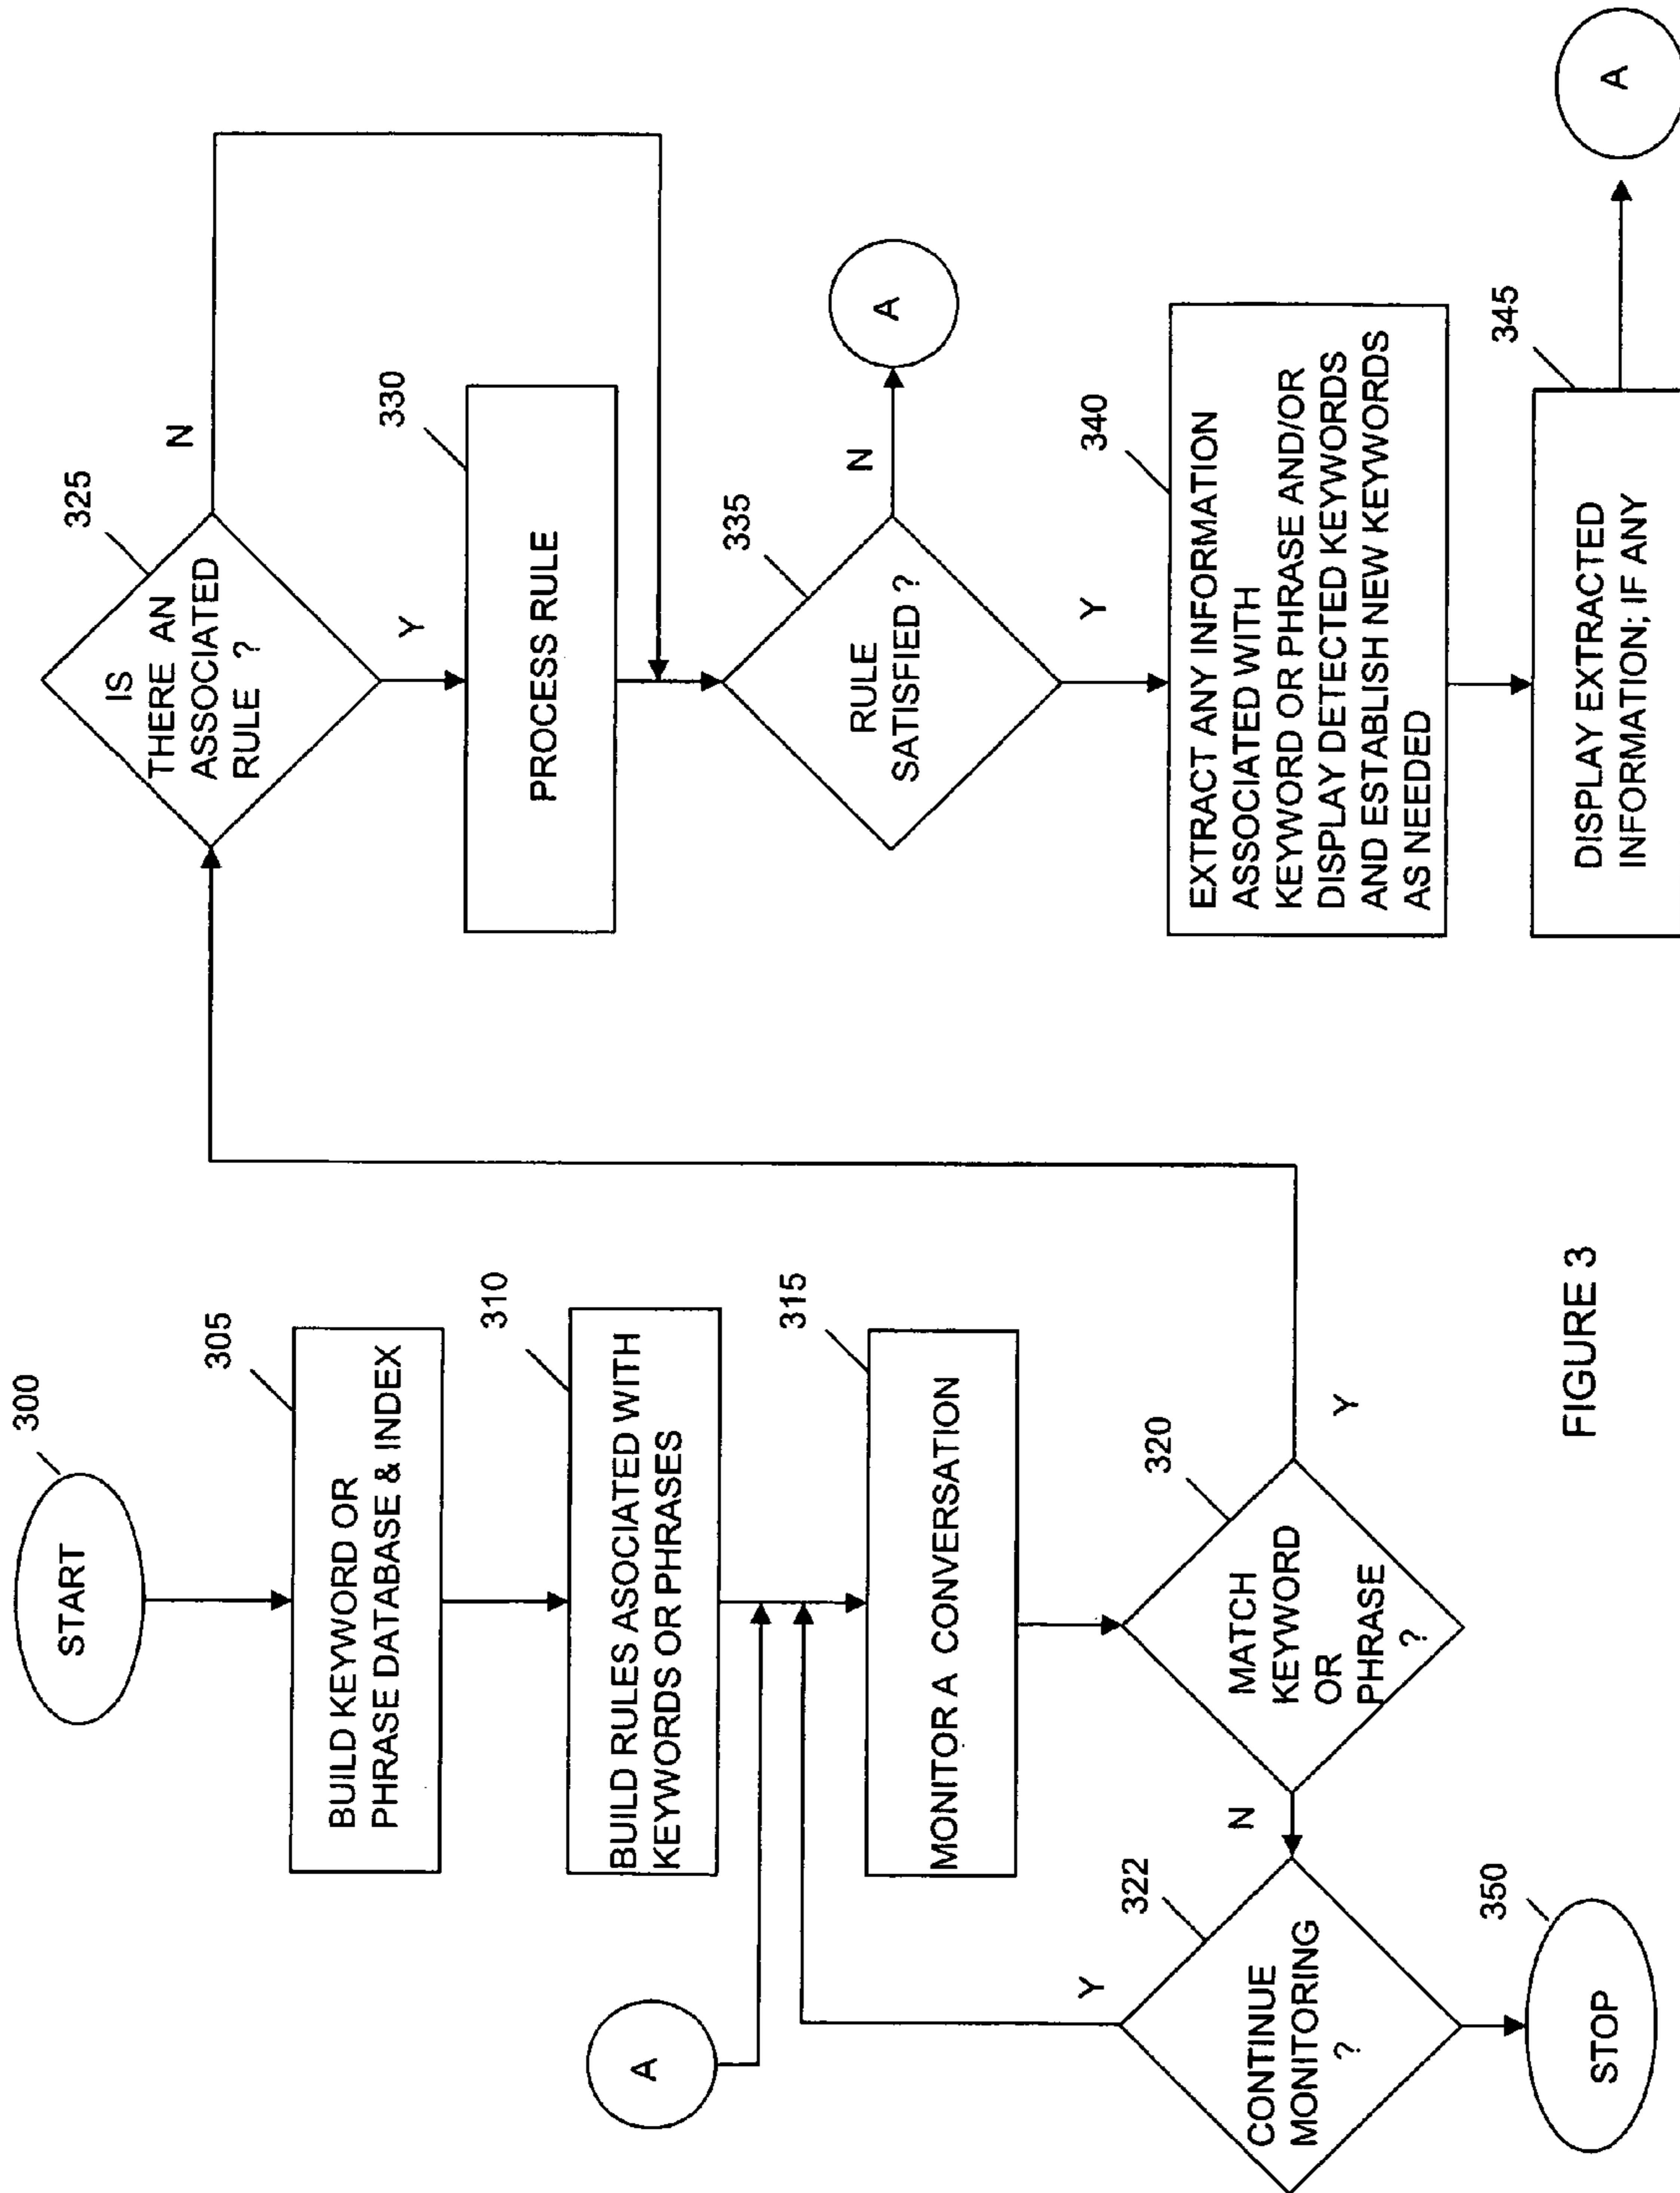 300
START
305
BUILD KEYWORD OR
PHRASE DATABASE & INDEX
310
BUILD RULES ASOCIATED WITH
KEYWORDS OR PHRASES
A
315
MONITOR A CONVERSATION
320
MATCH
KEYWORD
OR
PHRASE
?
Y
N
322
CONTINUE
MONITORING
?
Y
350
STOP
325
IS
THERE AN
ASSOCIATED
RULE ?
N
Y
330
PROCESS RULE
335
RULE
SATISFIED ?
N
A
Y
340
EXTRACT ANY INFORMATION
ASSOCIATED WITH
KEYWORD OR PHRASE AND/OR
DISPLAY DETECTED KEYWORDS
AND ESTABLISH NEW KEYWORDS
AS NEEDED
345
DISPLAY EXTRACTED
INFORMATION; IF ANY
A
FIGURE 3